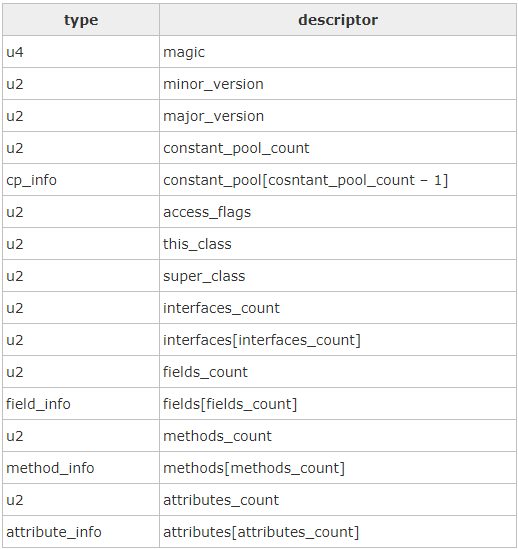 type descriptor
u4 magic
u2 minor_version
u2 major_version
u2 constant_pool_count
cp_info constant_pool[cosntant_pool_count – 1]
u2 access_flags
u2 this_class
u2 super_class
u2 interfaces_count
u2 interfaces[interfaces_count]
u2 fields_count
field_info fields[fields_count]
u2 methods_count
method_info methods[methods_count]
u2 attributes_count
attribute_info attributes[attributes_count]